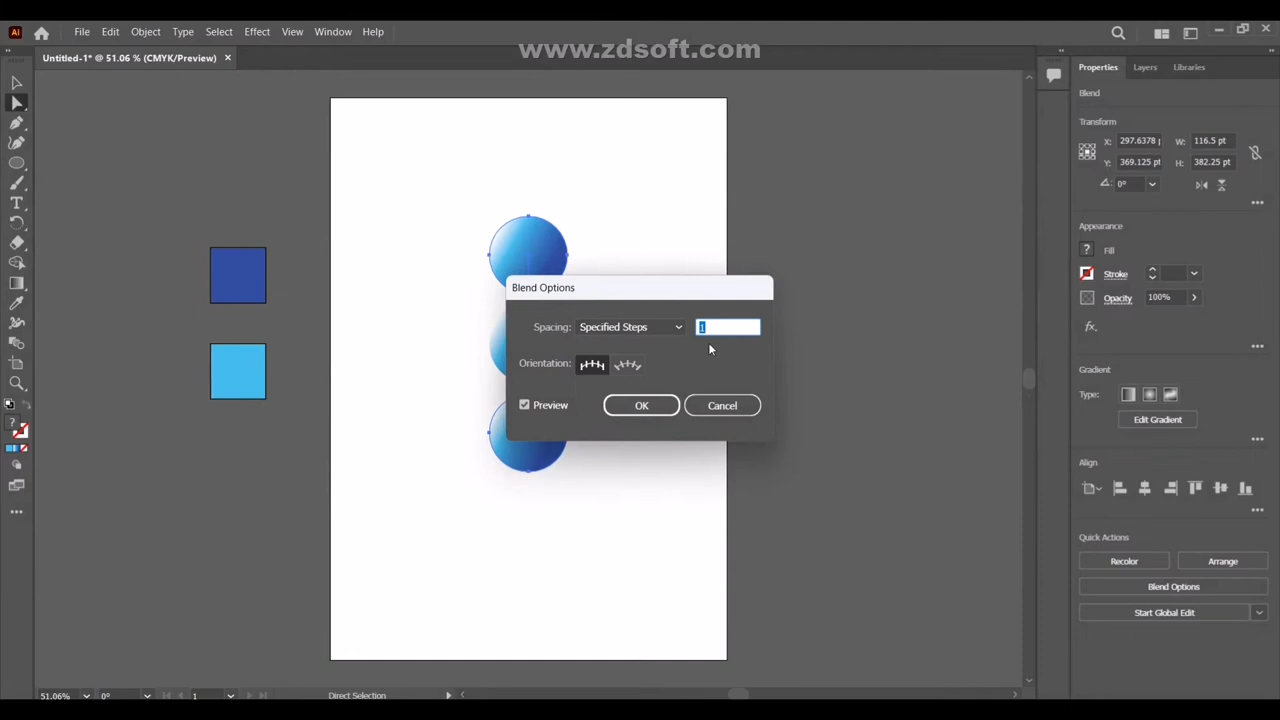 Ai File Edit Object Type Select Effect View Window Help
www.zdsoft.com
Untitled-1* @ 51.06 % (CMYK/Preview) ×
Properties Layers Libraries
Blend
Transform
X: 297.6378 W: 116.5 pt
Y: 369.125 pt H: 382.25 pt
0°
Appearance
? Fill
Stroke
Opacity 100%
fx.
Gradient
Type:
Edit Gradient
Align
Quick Actions
Recolor Arrange
Blend Options
Start Global Edit
Blend Options
Spacing: Specified Steps 1
Orientation:
Preview OK Cancel
T
?
51.06% 0° 1 Direct Selection